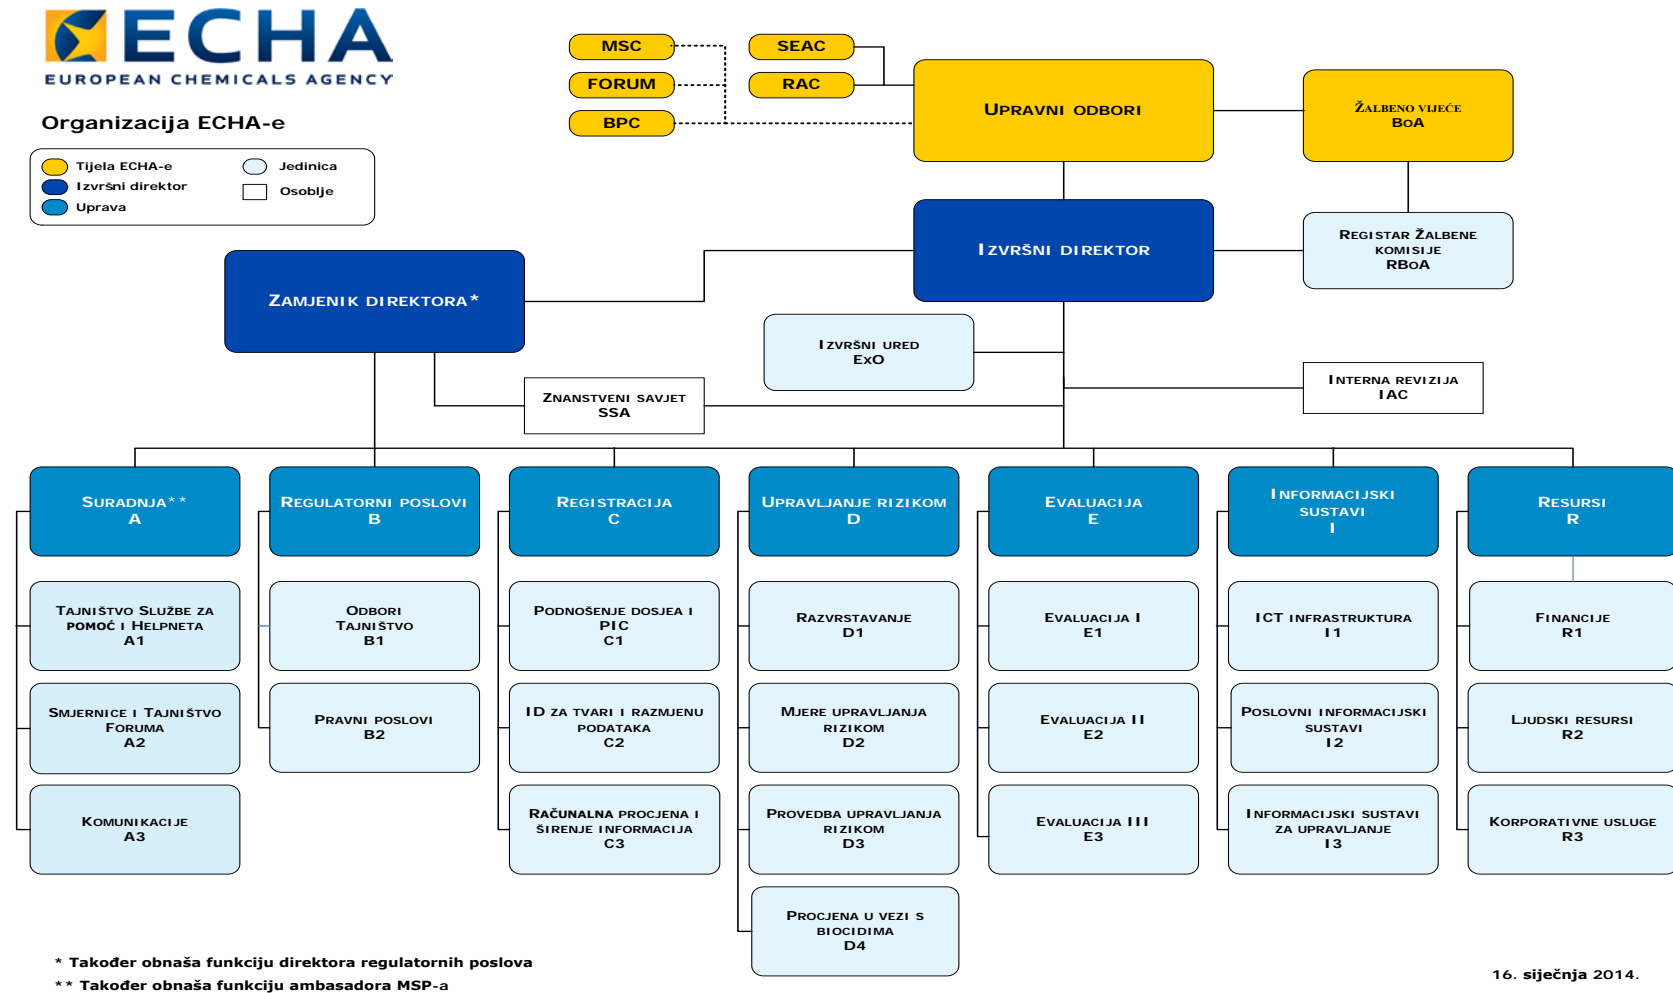 ECHA
EUROPEAN CHEMICALS AGENCY
Organizacija ECHA-e
Tijela ECHA-e
Izvršni direktor
Uprava
Jedinica
Osoblje
MSC
FORUM
BPC
SEAC
RAC
UPRAVNI ODBORI
ŽALBENO VIJEĆE
BOA
IZVRŠNI DIREKTOR
REGISTAR ŽALBENE
KOMISIJE
RBOA
ZAMJENIK DIREKTORA*
IZVRŠNI URED
EXO
ZNANSTVENI SAVJET
SSA
INTERNA REVIZIJA
IAC
SURADNJA**
A
REGULATORNI POSLOVI
B
REGISTRACIJA
C
UPRAVLJANJE RIZIKOM
D
EVALUACIJA
E
INFORMACIJSKI
SUSTAVI
I
RESURSI
R
TAJNIŠTVO SLUŽBE ZA
POMOĆ I HELPNETA
A1
SMJERNICE I TAJNIŠTVO
FORUMA
A2
KOMUNIKACIJE
A3
ODBORI
TAJNIŠTVO
B1
PRAVNI POSLOVI
B2
PODNOŠENJE DOSJEA I
PIC
C1
ID ZA TVARI I RAZMJENU
PODATAKA
C2
RAČUNALNA PROCJENA I
ŠIRENJE INFORMACIJA
C3
RAZVRSTAVANJE
D1
MJERE UPRAVLJANJA
RIZIKOM
D2
PROVEDBA UPRAVLJANJA
RIZIKOM
D3
PROCJENA U VEZI S
BIOCIDIMA
D4
EVALUACIJA I
E1
EVALUACIJA II
E2
EVALUACIJA III
E3
ICT INFRASTRUKTURA
I1
POSLOVNI INFORMACIJSKI
SUSTAVI
I2
INFORMACIJSKI SUSTAVI
ZA UPRAVLJANJE
I3
FINANCIJE
R1
LJUDSKI RESURSI
R2
KORPORATIVNE USLUGE
R3
* Također obnaša funkciju direktora regulatornih poslova
** Također obnaša funkciju ambasadora MSP-a
16. siječnja 2014.